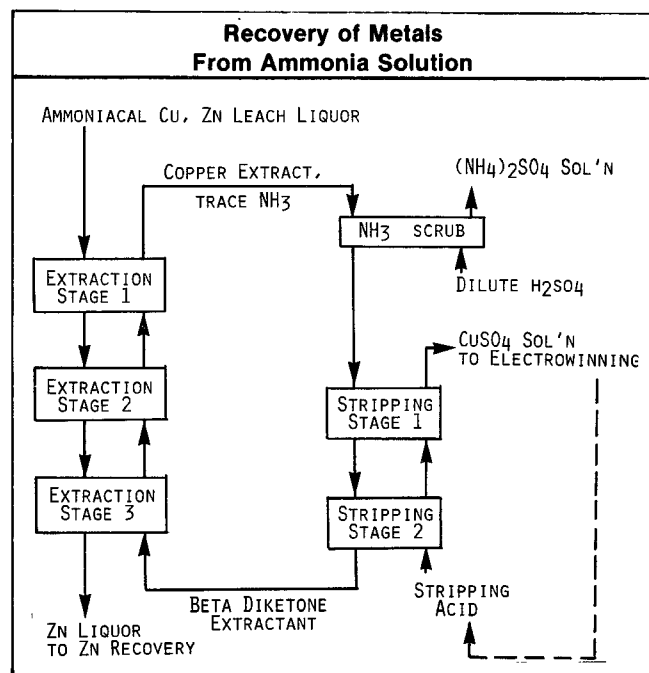 Recovery of Metals
From Ammonia Solution
AMMONIACAL CU, ZN LEACH LIQUOR
COPPER EXTRACT,
TRACE NH3
(NH4)2SO4 SOL'N
NH3 SCRUB
DILUTE H2SO4
EXTRACTION
STAGE 1
CUSO4 SOL'N
TO ELECTROWINNING
EXTRACTION
STAGE 2
STRIPPING
STAGE 1
EXTRACTION
STAGE 3
STRIPPING
STAGE 2
BETA DIKETONE
EXTRACTANT
STRIPPING
ACID
ZN LIQUOR
TO ZN RECOVERY